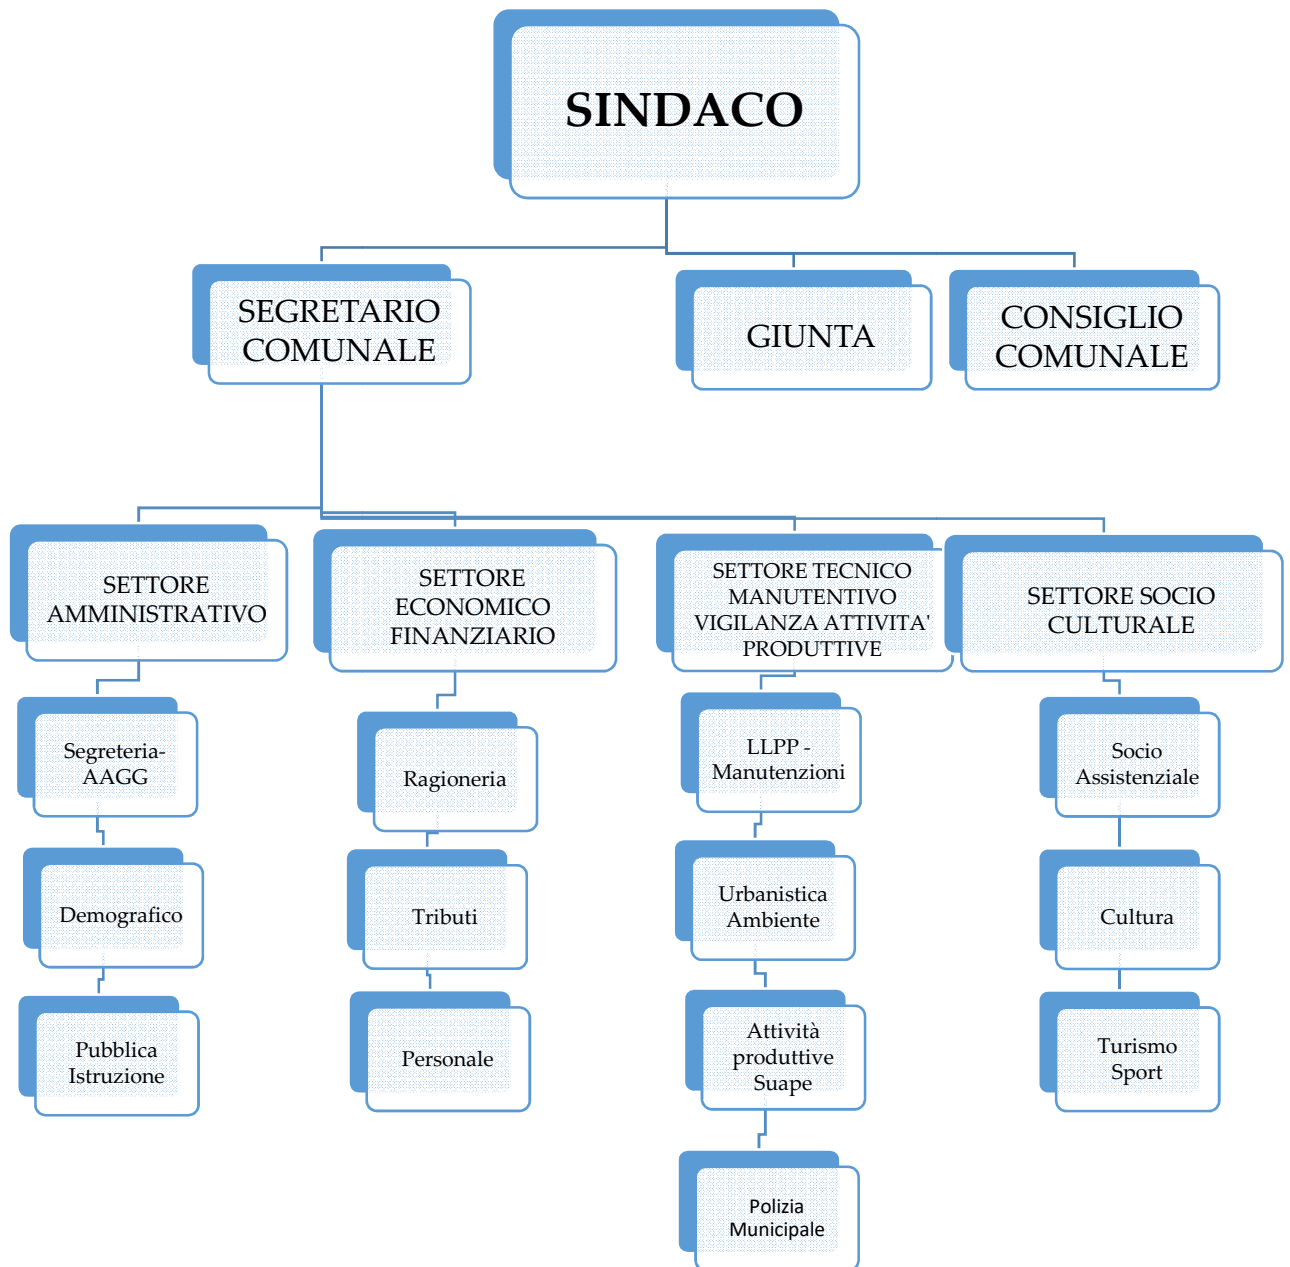 SINDACO
SEGRETARIO
COMUNALE
GIUNTA
CONSIGLIO
COMUNALE
SETTORE
AMMINISTRATIVO
SETTORE
ECONOMICO
FINANZIARIO
SETTORE TECNICO
MANUTENTIVO
VIGILANZA ATTIVITA'
PRODUTTIVE
SETTORE SOCIO
CULTURALE
Segreteria-
AAGG
Demografico
Pubblica
Istruzione
Ragioneria
Tributi
Personale
LLPP -
Manutenzioni
Urbanistica
Ambiente
Attività
produttive
Suape
Polizia
Municipale
Socio
Assistenziale
Cultura
Turismo
Sport